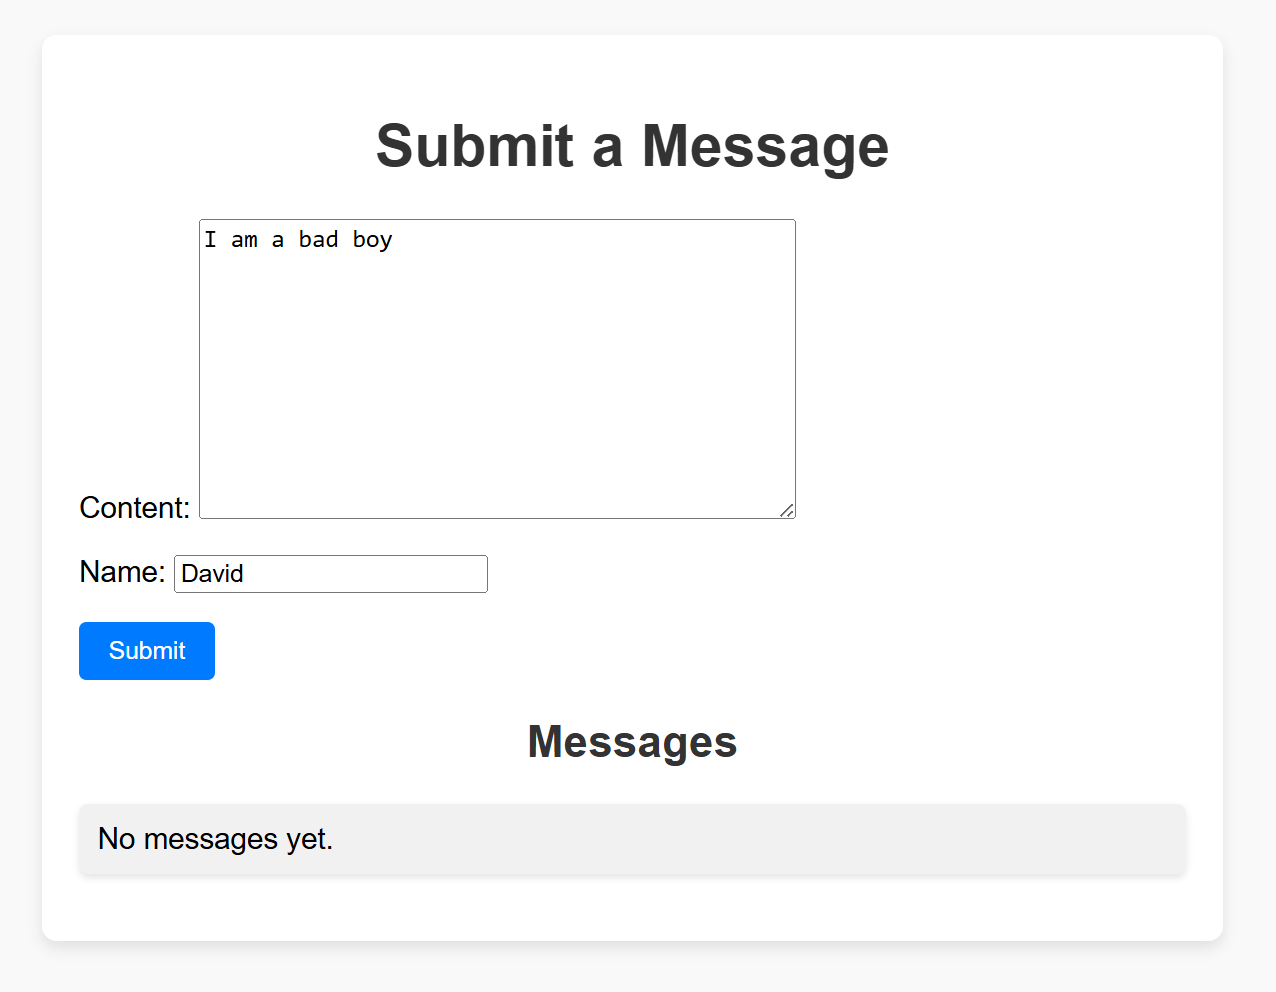 Submit a Message
I am a bad boy
Content:
Name: David
Submit
Messages
No messages yet.